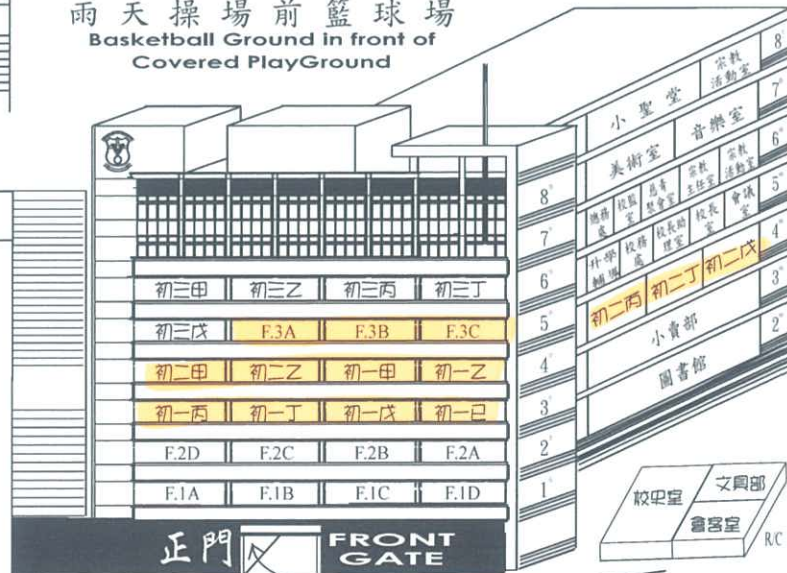 雨天操場前籃球場
Basketball Ground in front of
Covered PlayGround
8°
7°
6°
5°
4°
3°
2°
1°
初三甲 初三乙 初三丙 初三丁
初三戊 F.3A F.3B F.3C
初二甲 初二乙 初一甲 初一乙
初一丙 初一丁 初一戊 初一己
F.2D F.2C F.2B F.2A
F.1A F.1B F.1C F.1D
正門 FRONT
GATE
小聖堂 宗教活動室 8°
美術室 音樂室 7°
總務處 校監室 宗教主任室 宗教活動室 6°
升學輔導 校務處 校長助理室 校長室 會議室 5°
初二丙 初二丁 初二戊 4°
小賣部 3°
圖書館 2°
校史室 文具部
會客室
R/C